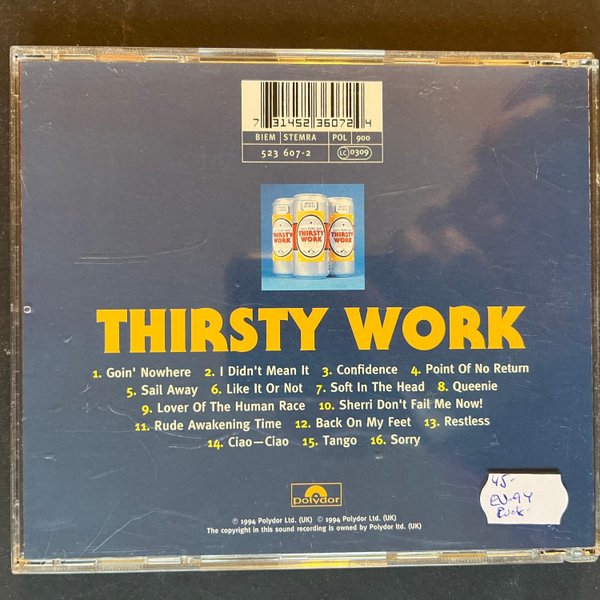 7 31452 36072 4
BIEM STEMRA POL 900
523 607-2 LC 0309
THIRSTY WORK
THIRSTY WORK
1. Goin' Nowhere 2. I Didn't Mean It 3. Confidence 4. Point Of No Return
5. Sail Away 6. Like It Or Not 7. Soft In The Head 8. Queenie
9. Lover Of The Human Race 10. Sherri Don't Fail Me Now!
11. Rude Awakening Time 12. Back On My Feet 13. Restless
14. Ciao—Ciao 15. Tango 16. Sorry
polydor
℗ 1994 Polydor Ltd. (UK) © 1994 Polydor Ltd. (UK)
The copyright in this sound recording is owned by Polydor ltd. (UK)
45-
EU-94